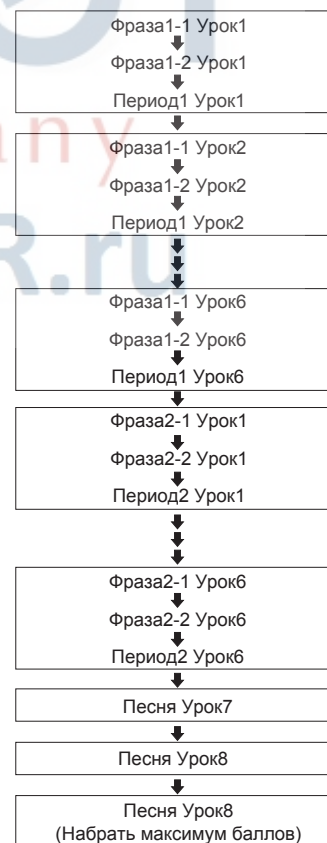 Фраза1-1 Урок1
Фраза1-2 Урок1
Период1 Урок1
any
Фраза1-1 Урок2
Фраза1-2 Урок2
Период1 Урок2
R.ru
Фраза1-1 Урок6
Фраза1-2 Урок6
Период1 Урок6
Фраза2-1 Урок1
Фраза2-2 Урок1
Период2 Урок1
Фраза2-1 Урок6
Фраза2-2 Урок6
Период2 Урок6
Песня Урок7
Песня Урок8
Песня Урок8
(Набрать максимум баллов)